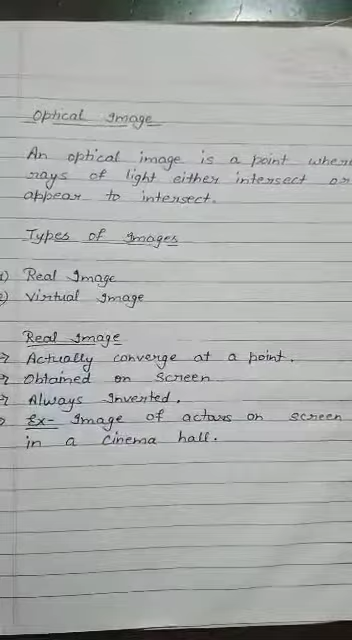 Optical Image
An optical image is a point where
rays of light either intersect or
appear to intersect.
Types of Images
1) Real Image
2) Virtual Image
Real Image
→ Actually converge at a point.
→ Obtained on Screen
→ Always Inverted.
→ Ex- Image of actors on screen
in a cinema hall.